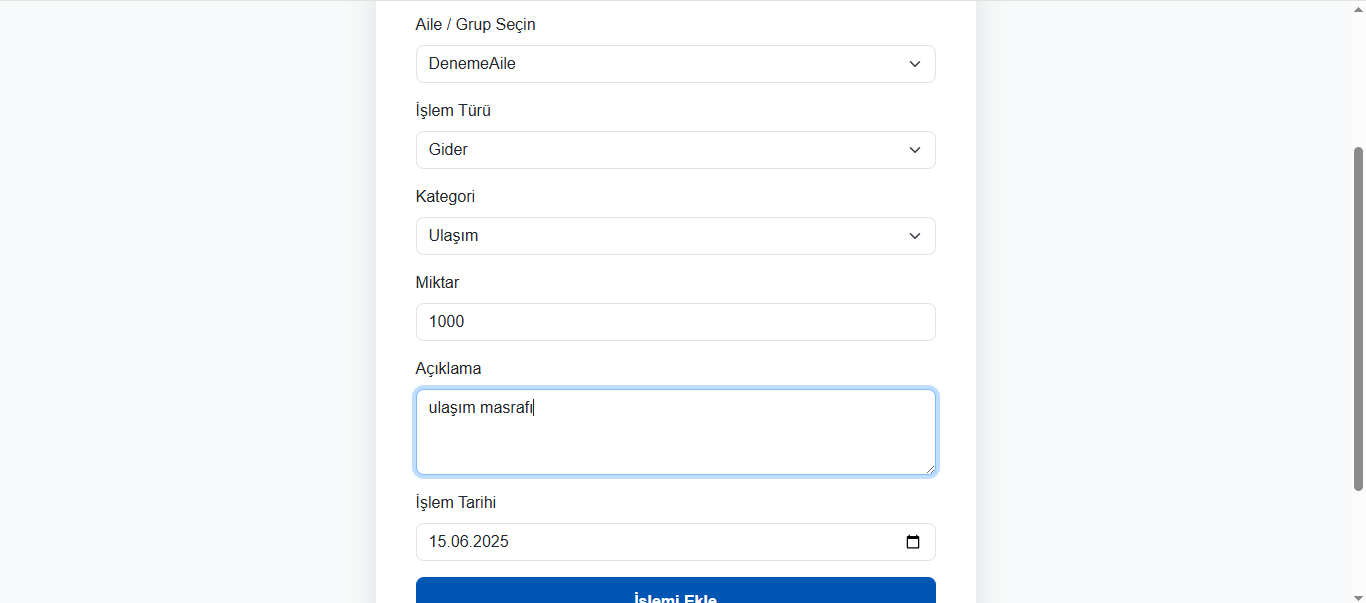 Aile / Grup Seçin
DenemeAile
İşlem Türü
Gider
Kategori
Ulaşım
Miktar
1000
Açıklama
ulaşım masrafı
İşlem Tarihi
15.06.2025
İşlemi Ekle